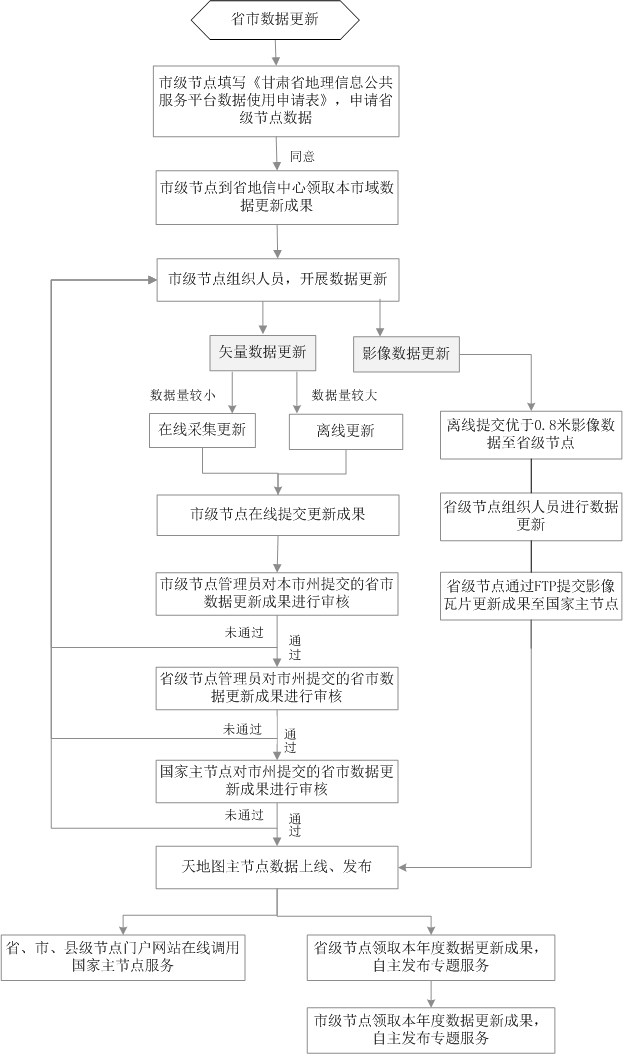 省市数据更新
市级节点填写《甘肃省地理信息公共
服务平台数据使用申请表》，申请省
级节点数据
同意
市级节点到省地信中心领取本市域数
据更新成果
市级节点组织人员，开展数据更新
矢量数据更新
影像数据更新
数据量较小
数据量较大
在线采集更新
离线更新
离线提交优于0.8米影像数
据至省级节点
市级节点在线提交更新成果
省级节点组织人员进行数据
更新
市级节点管理员对本市州提交的省市
数据更新成果进行审核
省级节点通过FTP提交影像
瓦片更新成果至国家主节点
未通过
通
过
省级节点管理员对市州提交的省市数
据更新成果进行审核
未通过
通
过
国家主节点对市州提交的省市数据更
新成果进行审核
未通过
通
过
天地图主节点数据上线、发布
省、市、县级节点门户网站在线调用
国家主节点服务
省级节点领取本年度数据更新成果，
自主发布专题服务
市级节点领取本年度数据更新成果，
自主发布专题服务